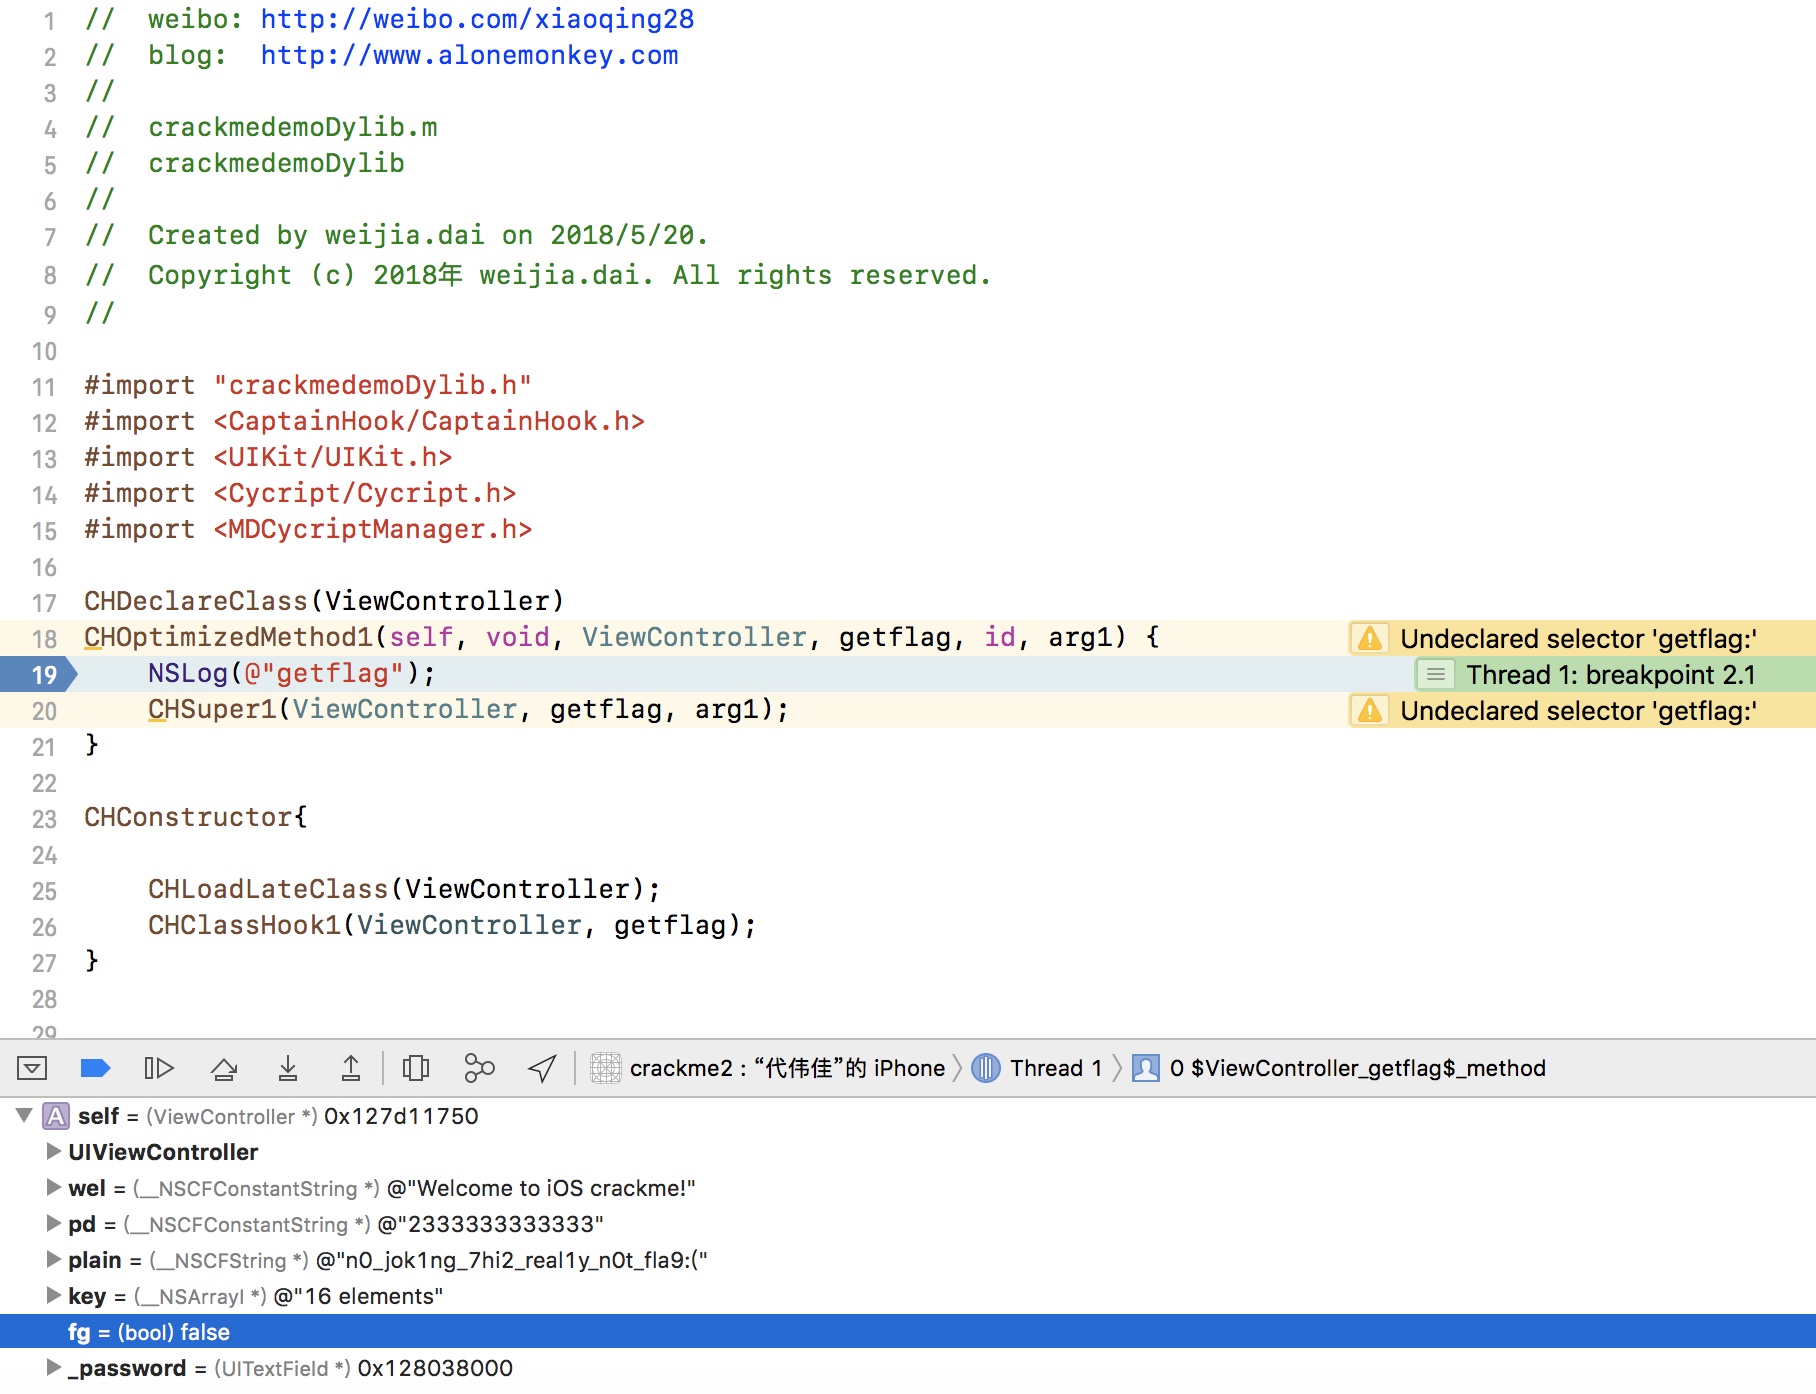 1 //  weibo: http://weibo.com/xiaoqing28
2 //  blog:  http://www.alonemonkey.com
3 //
4 //  crackmedemoDylib.m
5 //  crackmedemoDylib
6 //
7 //  Created by weijia.dai on 2018/5/20.
8 //  Copyright (c) 2018年 weijia.dai. All rights reserved.
9 //
10
11 #import "crackmedemoDylib.h"
12 #import <CaptainHook/CaptainHook.h>
13 #import <UIKit/UIKit.h>
14 #import <Cycript/Cycript.h>
15 #import <MDCycriptManager.h>
16
17 CHDeclareClass(ViewController)
18 CHOptimizedMethod1(self, void, ViewController, getflag, id, arg1) { Undeclared selector 'getflag:'
19     NSLog(@"getflag"); Thread 1: breakpoint 2.1
20     CHSuper1(ViewController, getflag, arg1); Undeclared selector 'getflag:'
21 }
22
23 CHConstructor{
24
25     CHLoadLateClass(ViewController);
26     CHClassHook1(ViewController, getflag);
27 }
28
29
crackme2 : “代伟佳”的 iPhone Thread 1 0 $ViewController_getflag$_method
A self = (ViewController *) 0x127d11750
UIViewController
wel = (__NSCFConstantString *) @"Welcome to iOS crackme!"
pd = (__NSCFConstantString *) @"2333333333333"
plain = (__NSCFString *) @"n0_jok1ng_7hi2_real1y_n0t_fla9:("
key = (__NSArrayI *) @"16 elements"
fg = (bool) false
_password = (UITextField *) 0x128038000